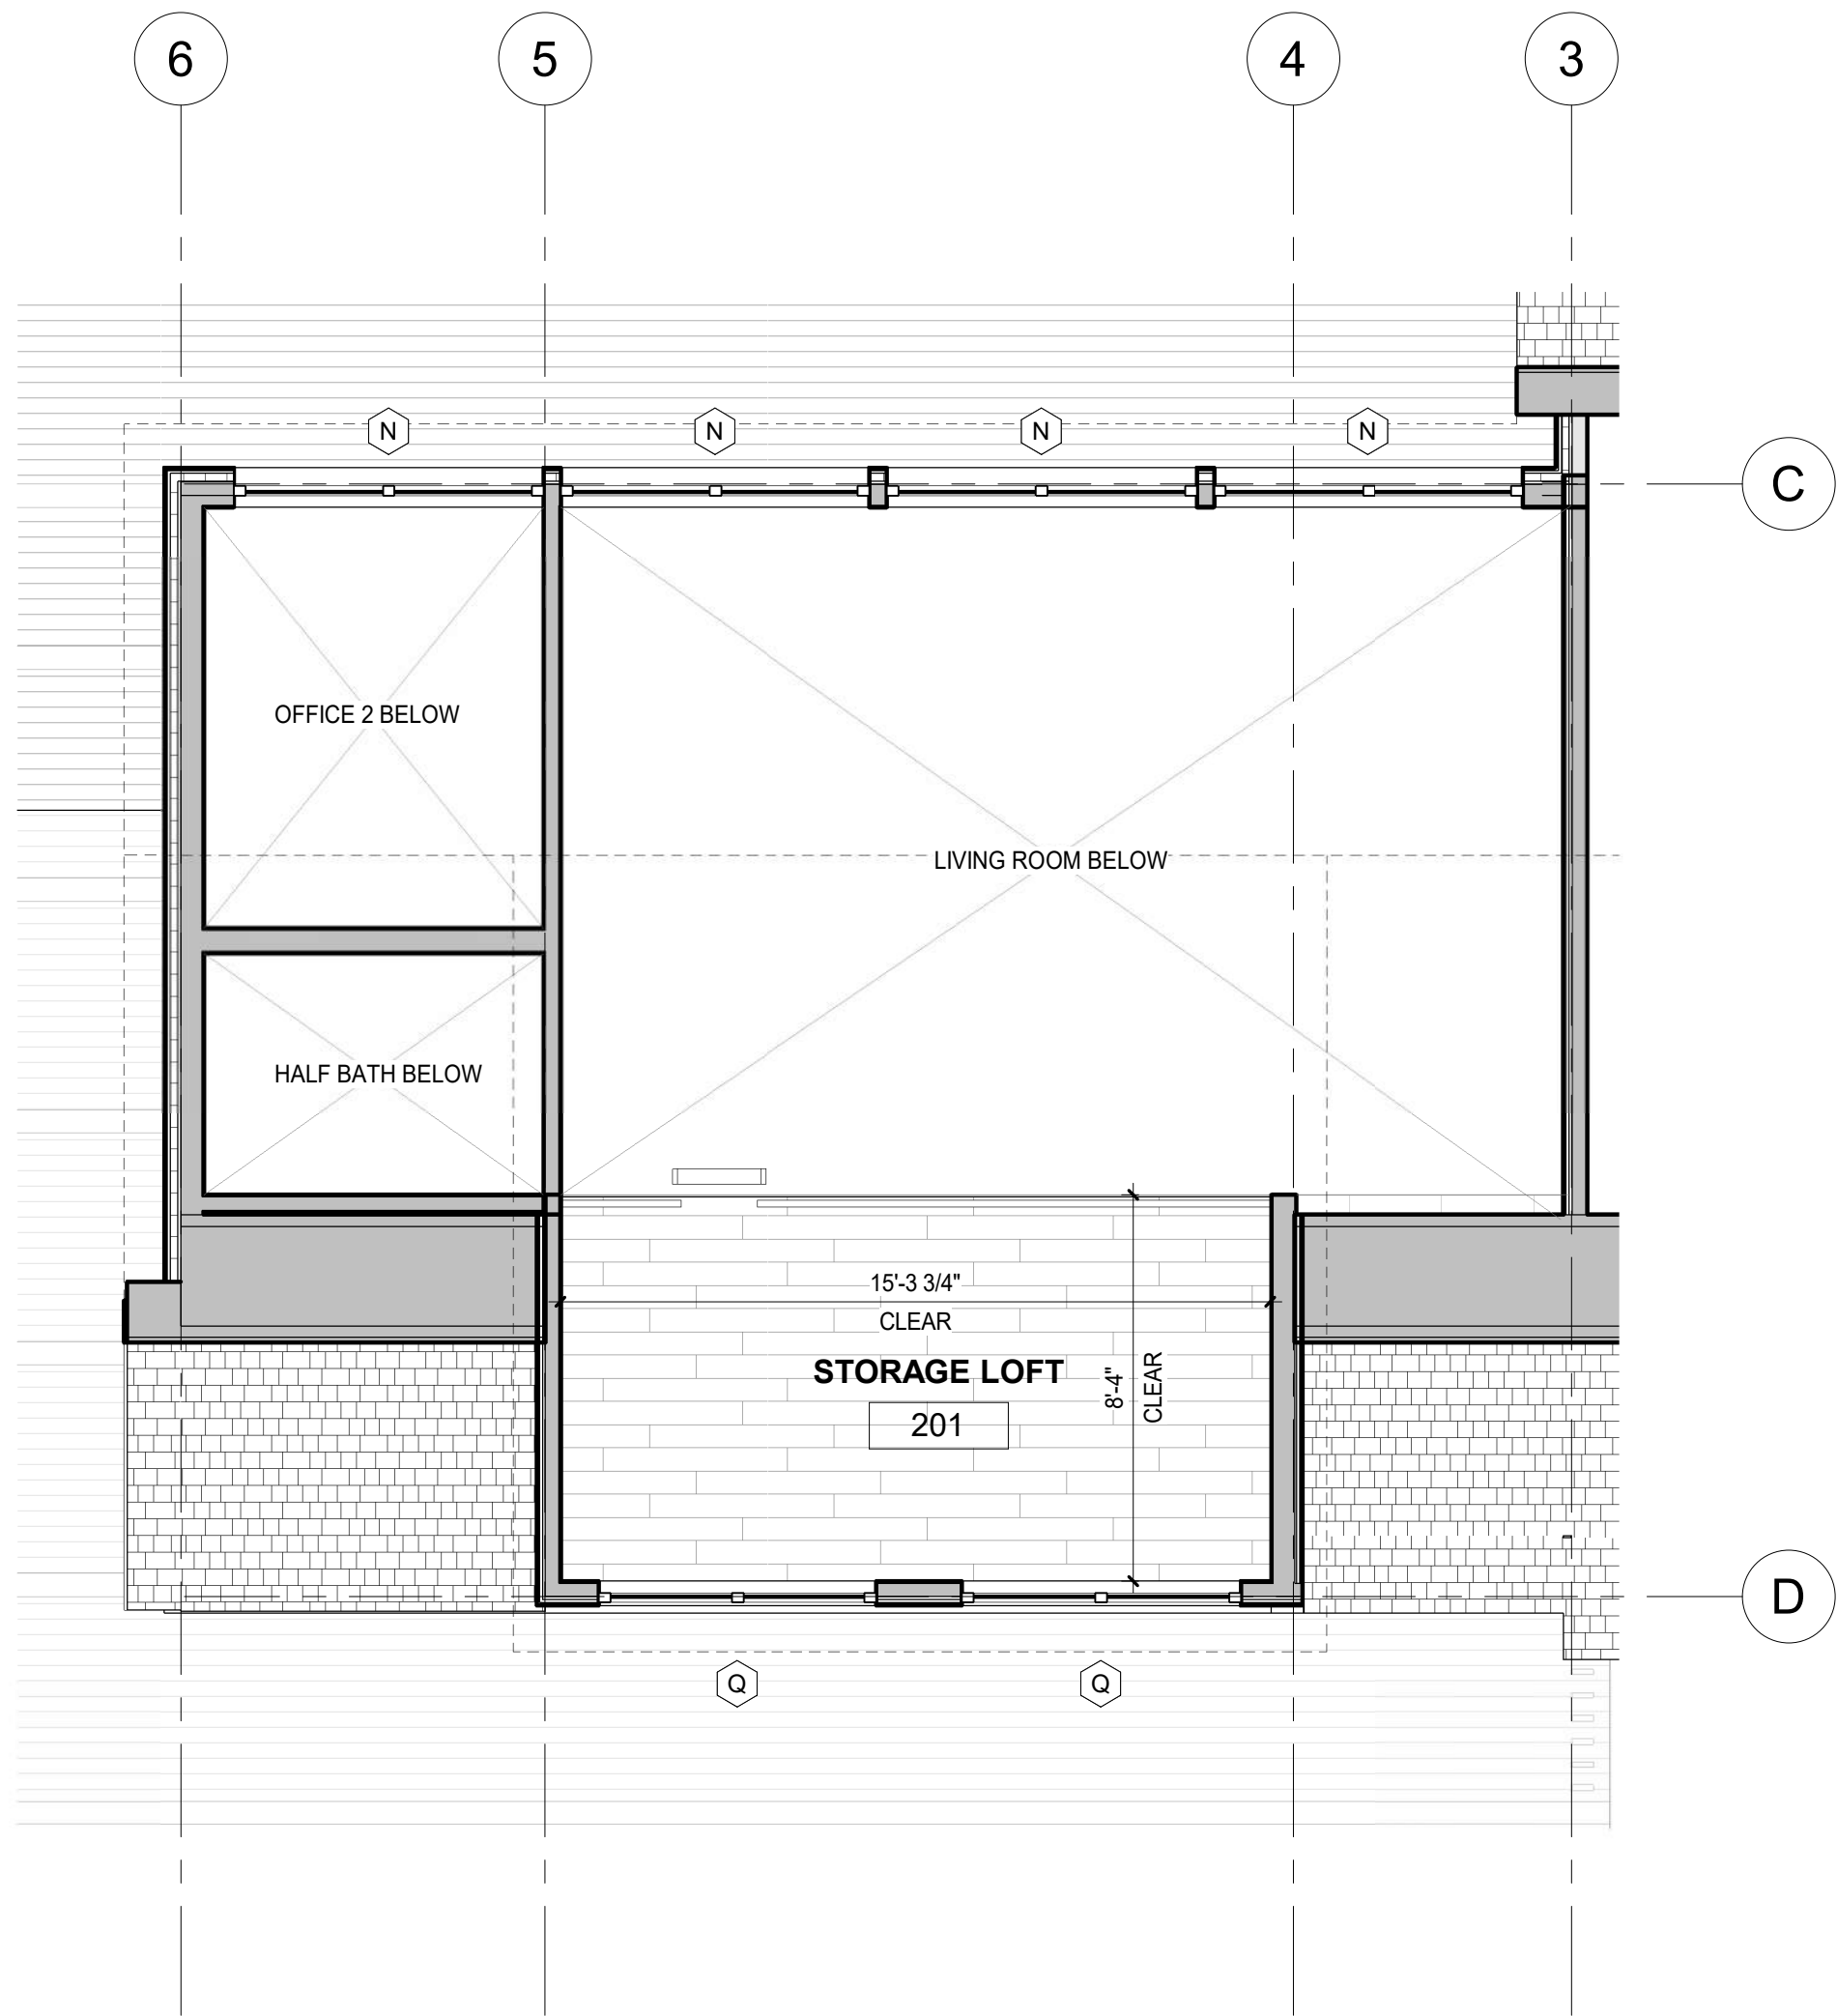 6
5
4
3
N
N
N
N
C
OFFICE 2 BELOW
LIVING ROOM BELOW
HALF BATH BELOW
15'-3 3/4"
CLEAR
STORAGE LOFT
201
8'-4"
CLEAR
D
Q
Q